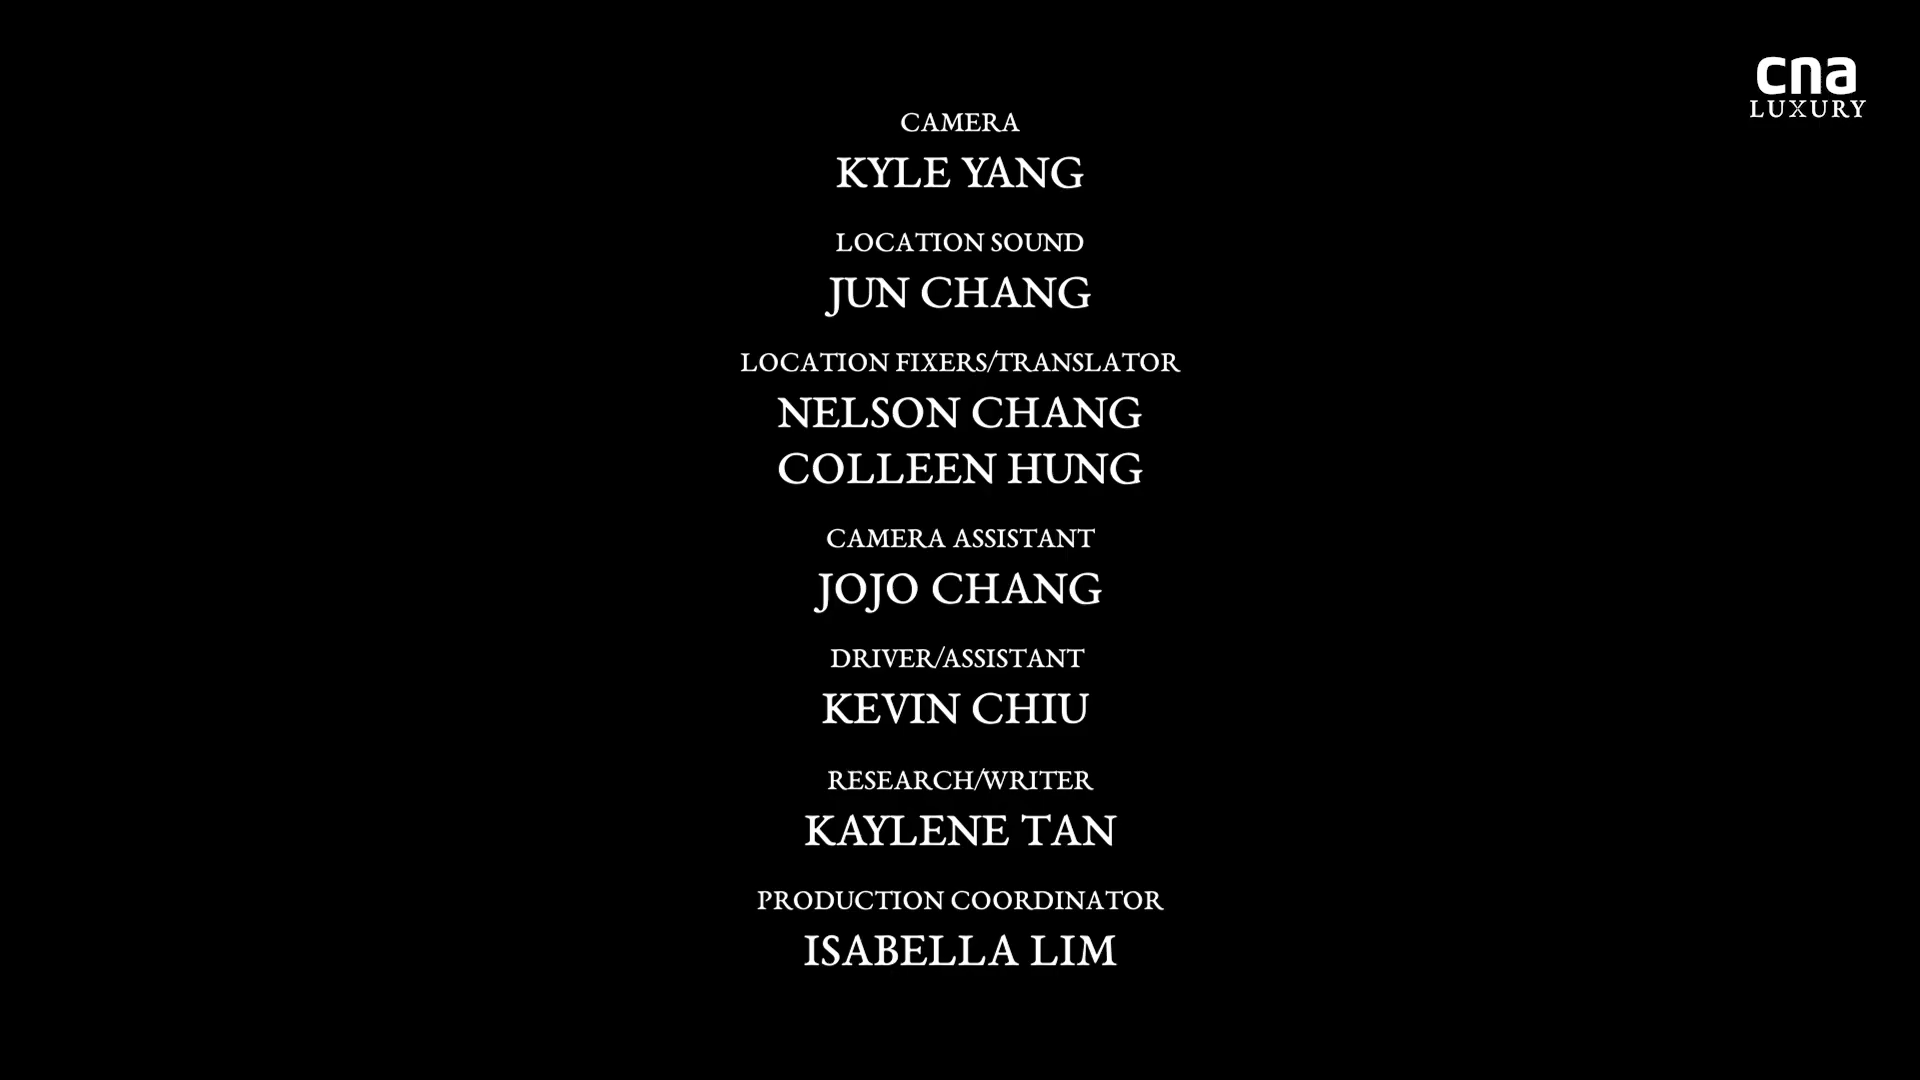 cna
LUXURY
CAMERA
KYLE YANG
LOCATION SOUND
JUN CHANG
LOCATION FIXERS/TRANSLATOR
NELSON CHANG
COLLEEN HUNG
CAMERA ASSISTANT
JOJO CHANG
DRIVER/ASSISTANT
KEVIN CHIU
RESEARCH/WRITER
KAYLENE TAN
PRODUCTION COORDINATOR
ISABELLA LIM